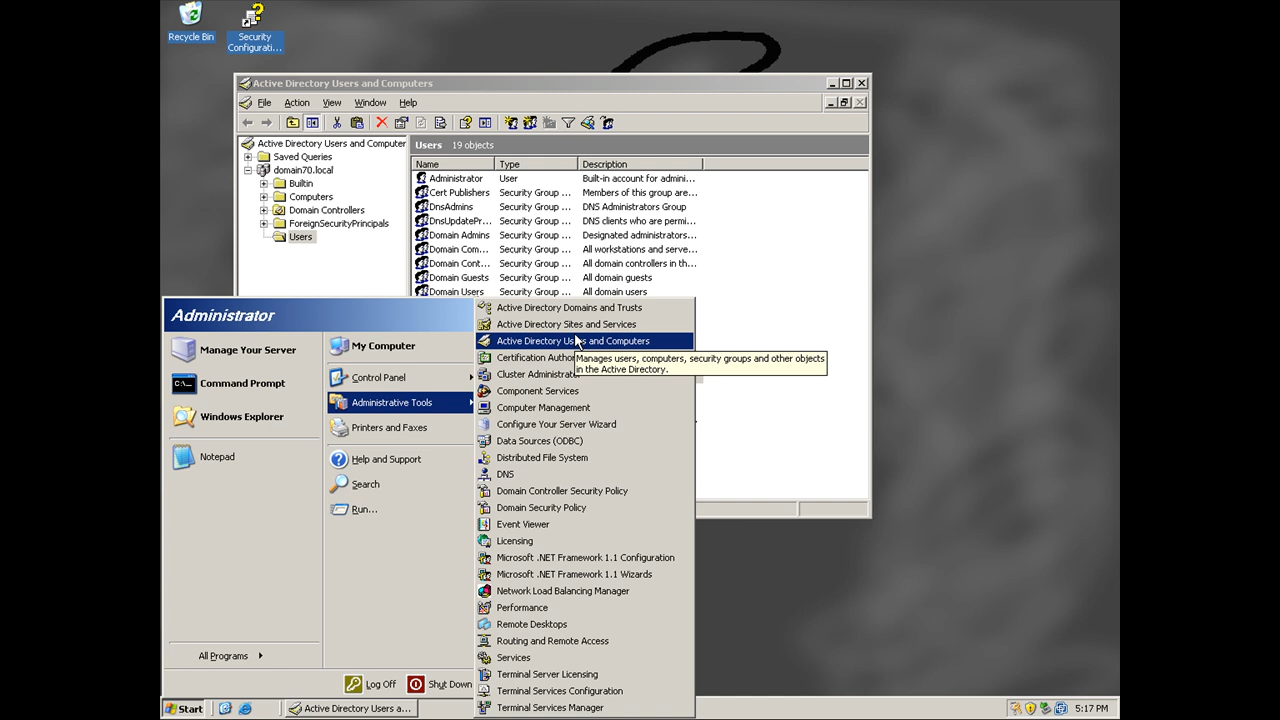 Recycle Bin
Security
Configurati...
Active Directory Users and Computers
File Action View Window Help
Active Directory Users and Computer
Saved Queries
domain70.local
Builtin
Computers
Domain Controllers
ForeignSecurityPrincipals
Users
Users 19 objects
Name Type Description
Administrator User Built-in account for admini...
Cert Publishers Security Group ... Members of this group are...
DnsAdmins Security Group ... DNS Administrators Group
DnsUpdatePr... Security Group ... DNS clients who are permi...
Domain Admins Security Group ... Designated administrators...
Domain Com... Security Group ... All workstations and serve...
Domain Cont... Security Group ... All domain controllers in th...
Domain Guests Security Group ... All domain guests
Domain Users Security Group ... All domain users
Administrator
Manage Your Server
Command Prompt
Windows Explorer
Notepad
All Programs
My Computer
Control Panel
Administrative Tools
Printers and Faxes
Help and Support
Search
Run...
Log Off Shut Down
Active Directory Domains and Trusts
Active Directory Sites and Services
Active Directory Users and Computers
Certification Author
Manages users, computers, security groups and other objects
in the Active Directory.
Cluster Administrat
Component Services
Computer Management
Configure Your Server Wizard
Data Sources (ODBC)
Distributed File System
DNS
Domain Controller Security Policy
Domain Security Policy
Event Viewer
Licensing
Microsoft .NET Framework 1.1 Configuration
Microsoft .NET Framework 1.1 Wizards
Network Load Balancing Manager
Performance
Remote Desktops
Routing and Remote Access
Services
Terminal Server Licensing
Terminal Services Configuration
Terminal Services Manager
Start
Active Directory Users a...
5:17 PM